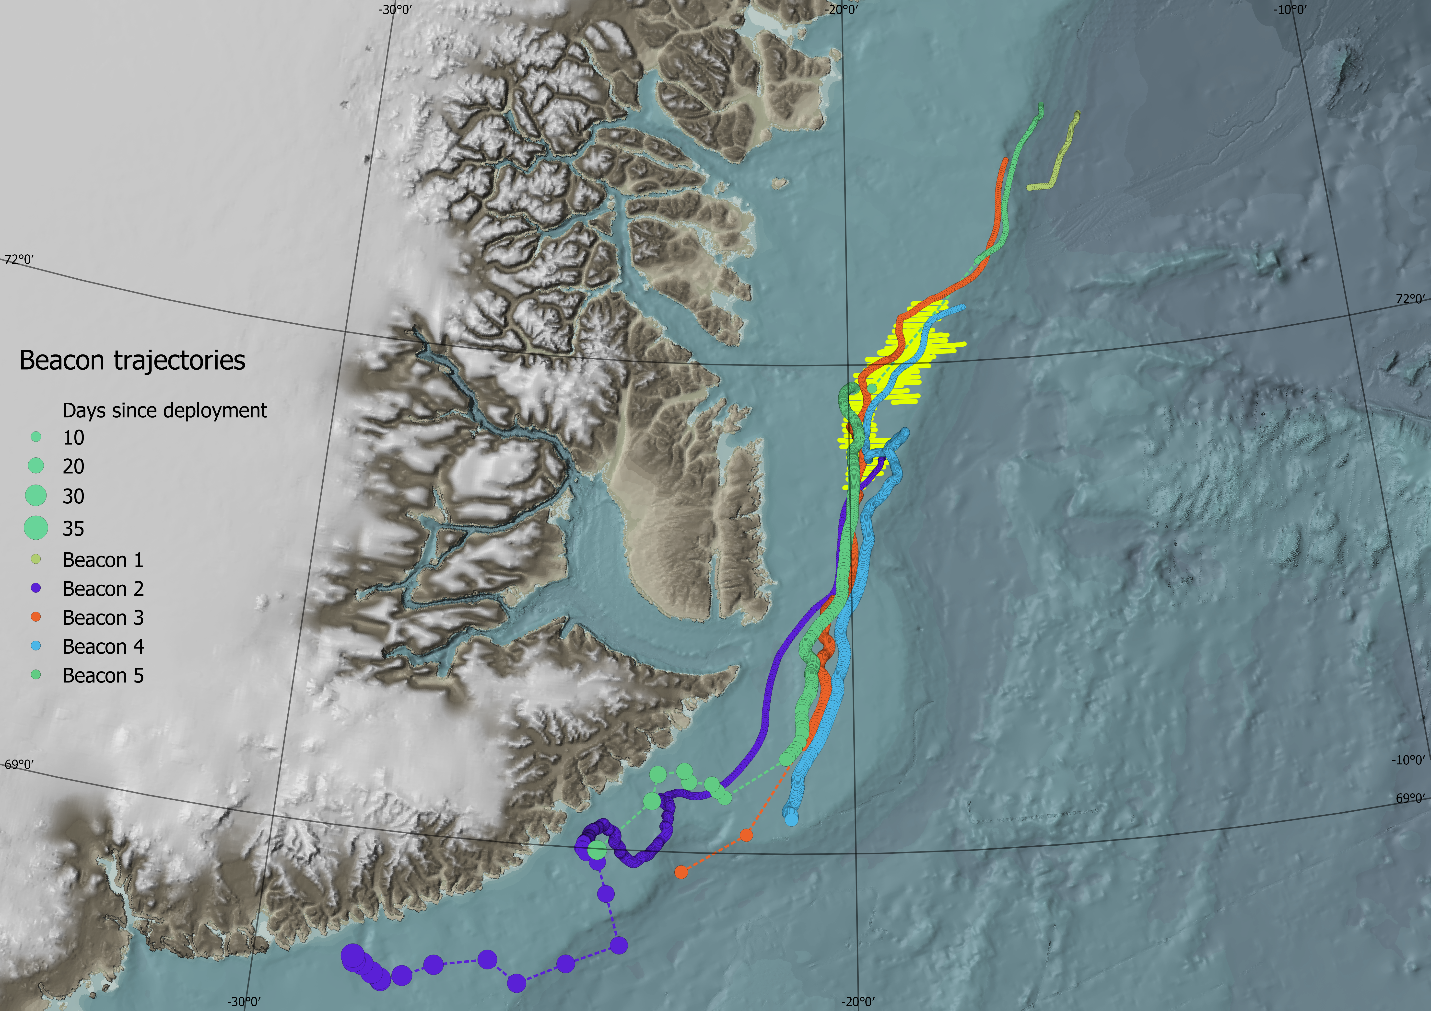 -30°0'
-20°0'
-10°0'
72°0'
72°0'
Beacon trajectories
Days since deployment
10
20
30
35
Beacon 1
Beacon 2
Beacon 3
Beacon 4
Beacon 5
69°0'
-10°0'
69°0'
-30°0'
-20°0'